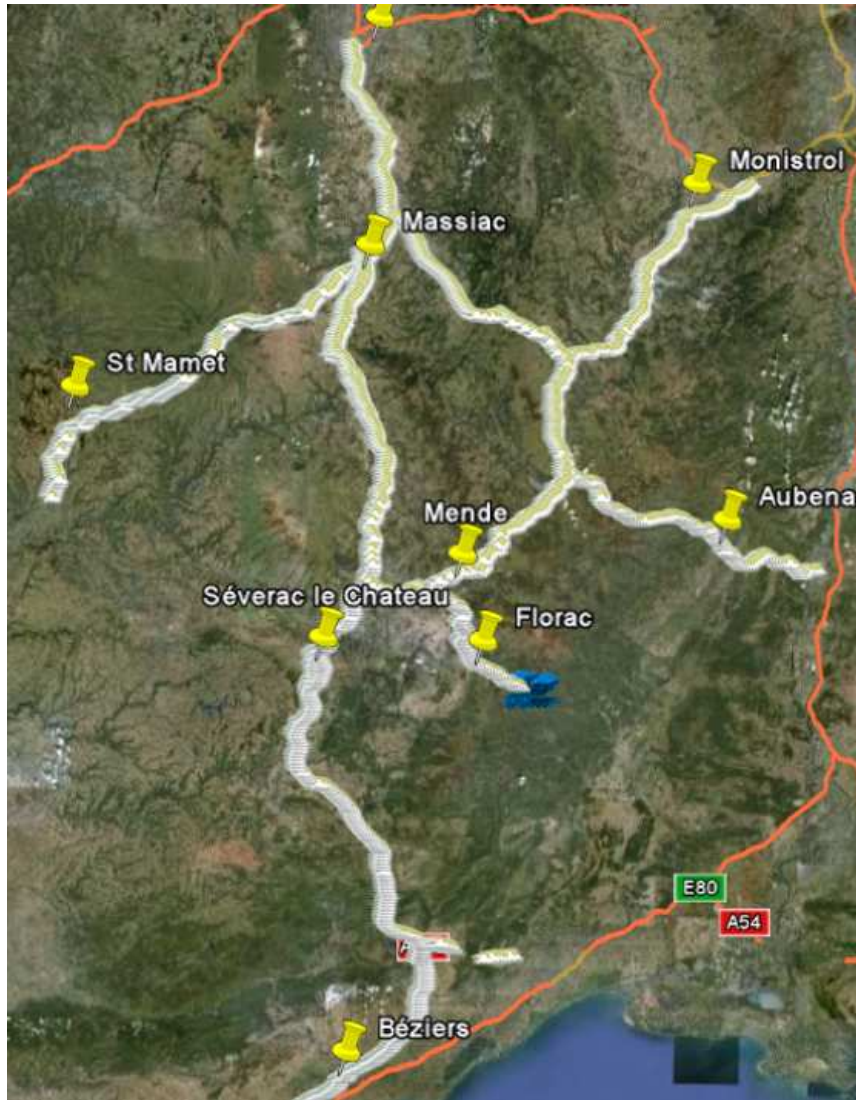 Monistrol
Massiac
St Mamet
Aubena
Mende
Séverac le Chateau
Florac
E80
A54
Béziers